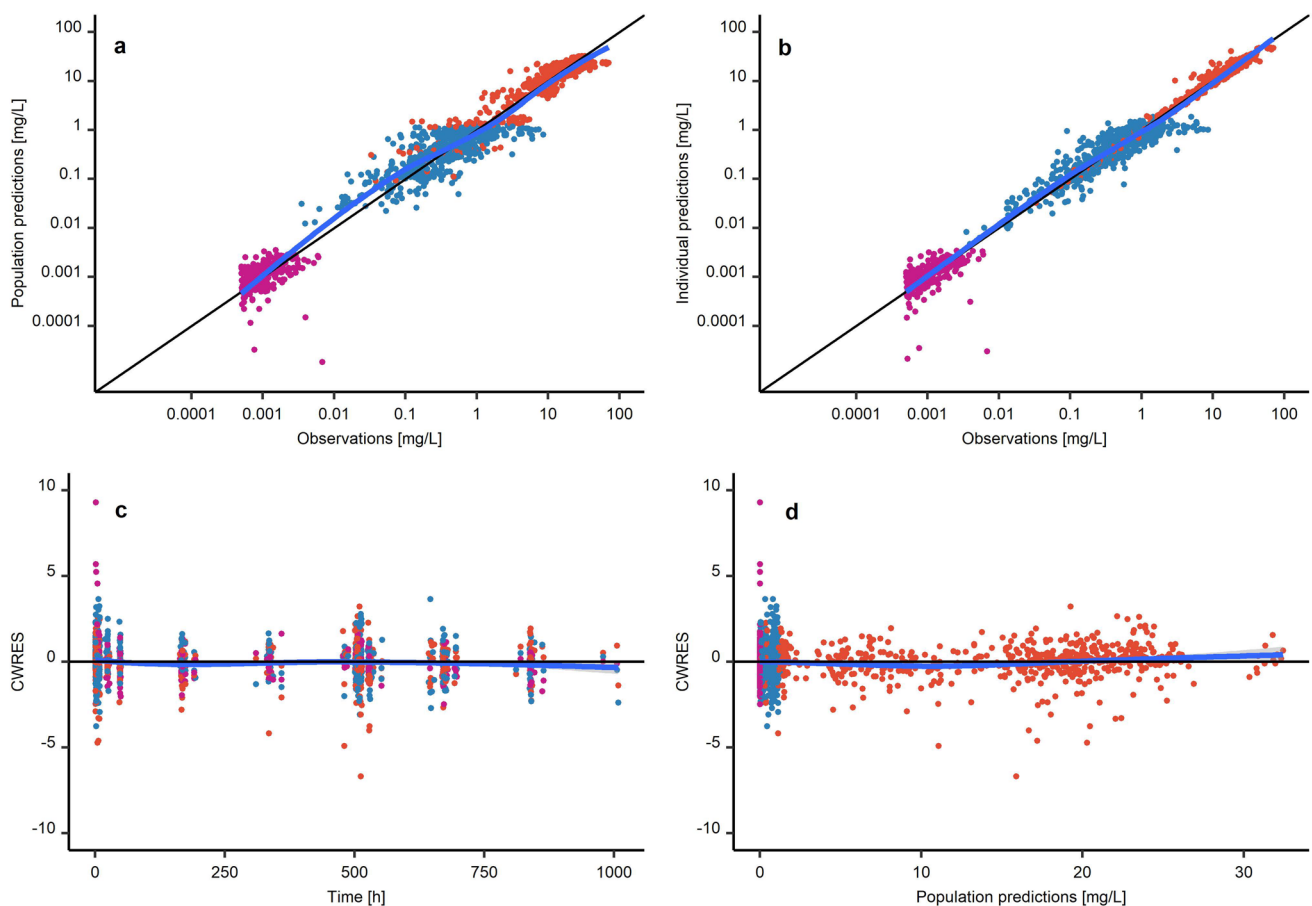 a
100
10
1
0.1
0.01
0.001
0.0001
Population predictions [mg/L]
0.0001 0.001 0.01 0.1 1 10 100
Observations [mg/L]
b
100
10
1
0.1
0.01
0.001
0.0001
Individual predictions [mg/L]
0.0001 0.001 0.01 0.1 1 10 100
Observations [mg/L]
c
10
5
0
-5
-10
CWRES
0 250 500 750 1000
Time [h]
d
10
5
0
-5
-10
CWRES
0 10 20 30
Population predictions [mg/L]